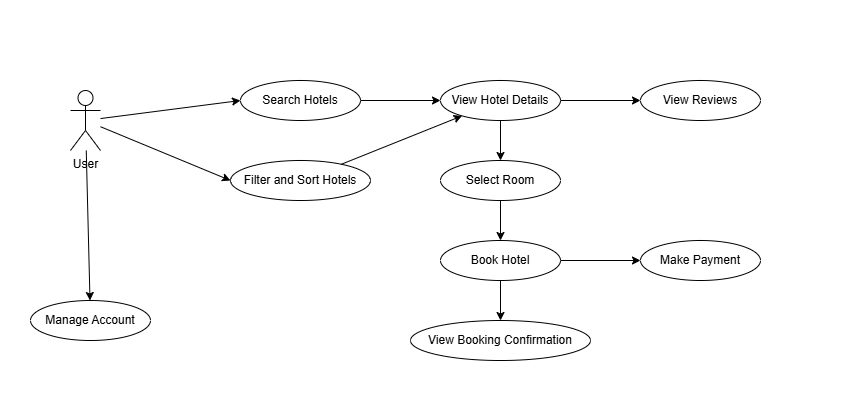 Search Hotels
View Hotel Details
View Reviews
User
Filter and Sort Hotels
Select Room
Book Hotel
Make Payment
Manage Account
View Booking Confirmation